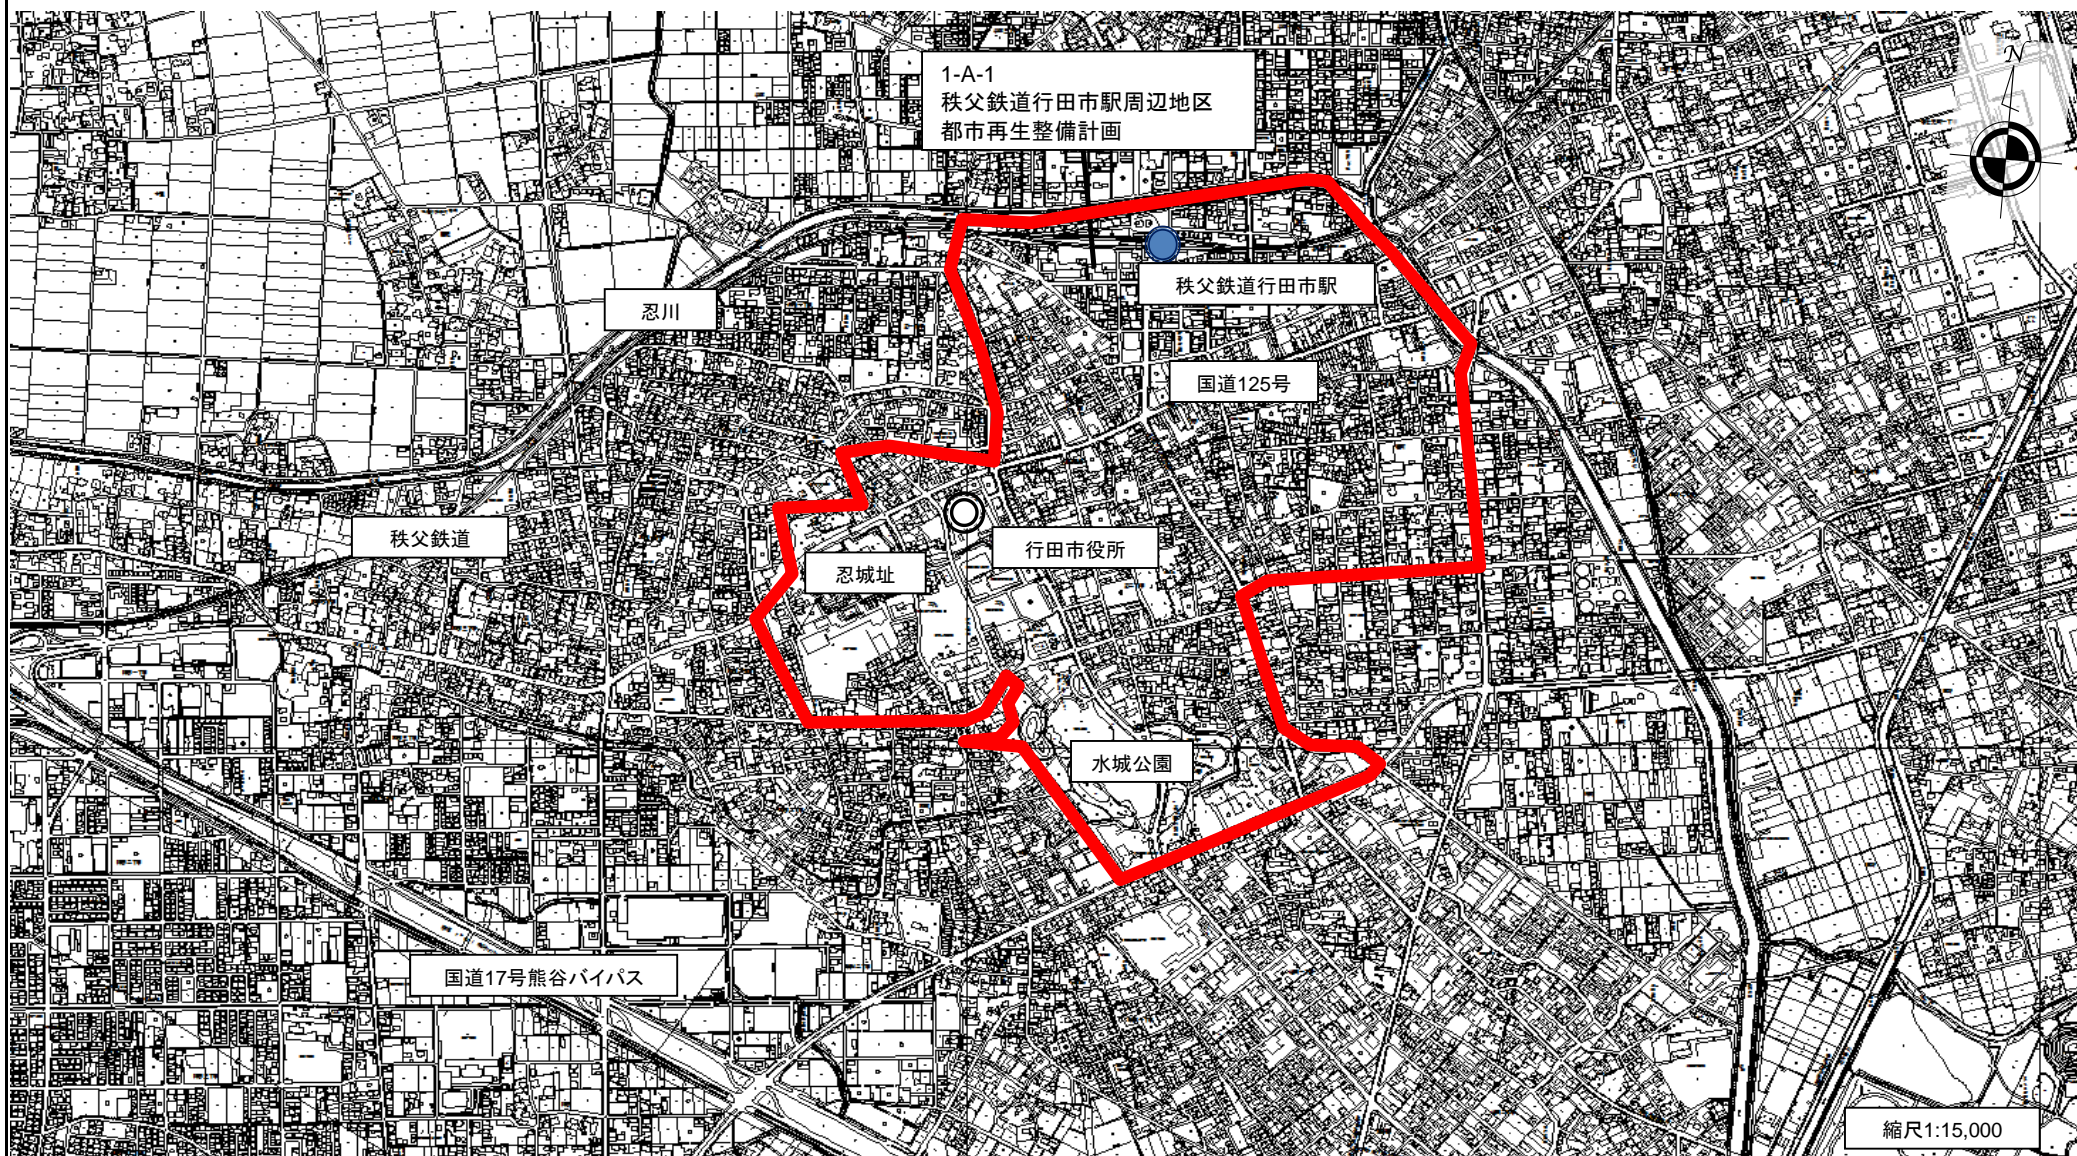 1-A-1
秩父鉄道行田市駅周辺地区
都市再生整備計画
N
秩父鉄道行田市駅
忍川
国道125号
秩父鉄道
行田市役所
忍城址
水城公園
国道17号熊谷バイパス
縮尺1:15,000